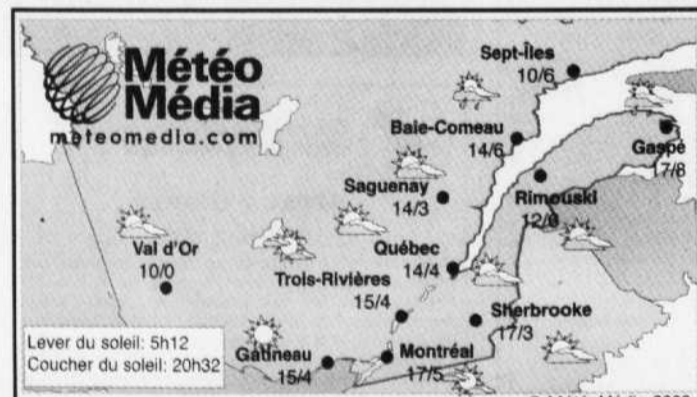 Météo
Média
meteomedia.com
Sept-Îles
10/6
Baie-Comeau
14/6
Gaspé
17/8
Saguenay
14/3
Rimouski
Val d'Or
10/0
Québec
14/4
Trois-Rivières
15/4
Sherbrooke
17/3
Lever du soleil: 5h12
Coucher du soleil: 20h32
Gatineau
15/4
Montréal
17/5